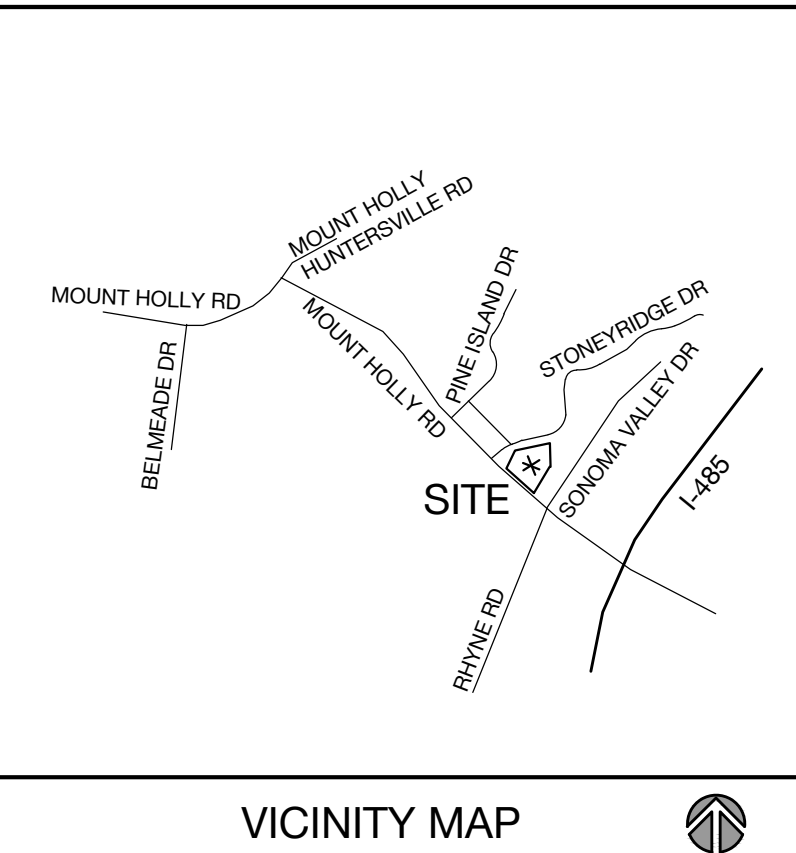 MOUNT HOLLY
HUNTERSVILLE RD
MOUNT HOLLY RD
MOUNT HOLLY RD
BELMEADE DR
PINE ISLAND DR
STONEYRIDGE DR
SONOMA VALLEY DR
I-485
SITE
RHYNE RD
VICINITY MAP